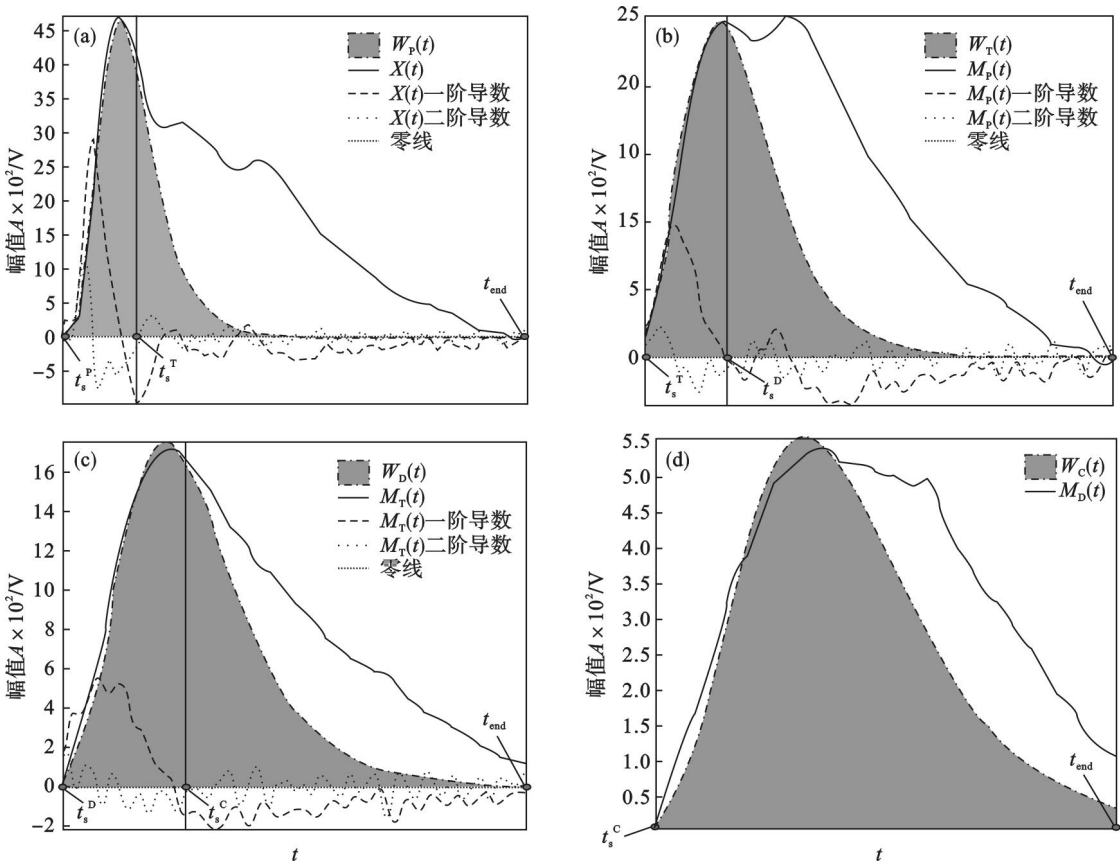 (a)
W_P(t)
X(t)
X(t)一阶导数
X(t)二阶导数
零线
45
40
35
30
25
20
15
10
5
0
−5
幅值A×10²/V
t_s^P
t_s^T
t_end
(b)
W_T(t)
M_P(t)
M_P(t)一阶导数
M_P(t)二阶导数
零线
25
20
10
15
5
0
幅值A×10²/V
t_s^T
t_s^D
t_end
(c)
W_D(t)
M_T(t)
M_T(t)一阶导数
M_T(t)二阶导数
零线
16
14
12
10
8
6
4
2
0
−2
幅值A×10²/V
t_s^D
t_s^C
t_end
t
(d)
W_C(t)
M_D(t)
5.5
5.0
4.5
4.0
3.5
3.0
2.5
2.0
1.5
1.0
0.5
幅值A×10²/V
t_s^C
t_end
t